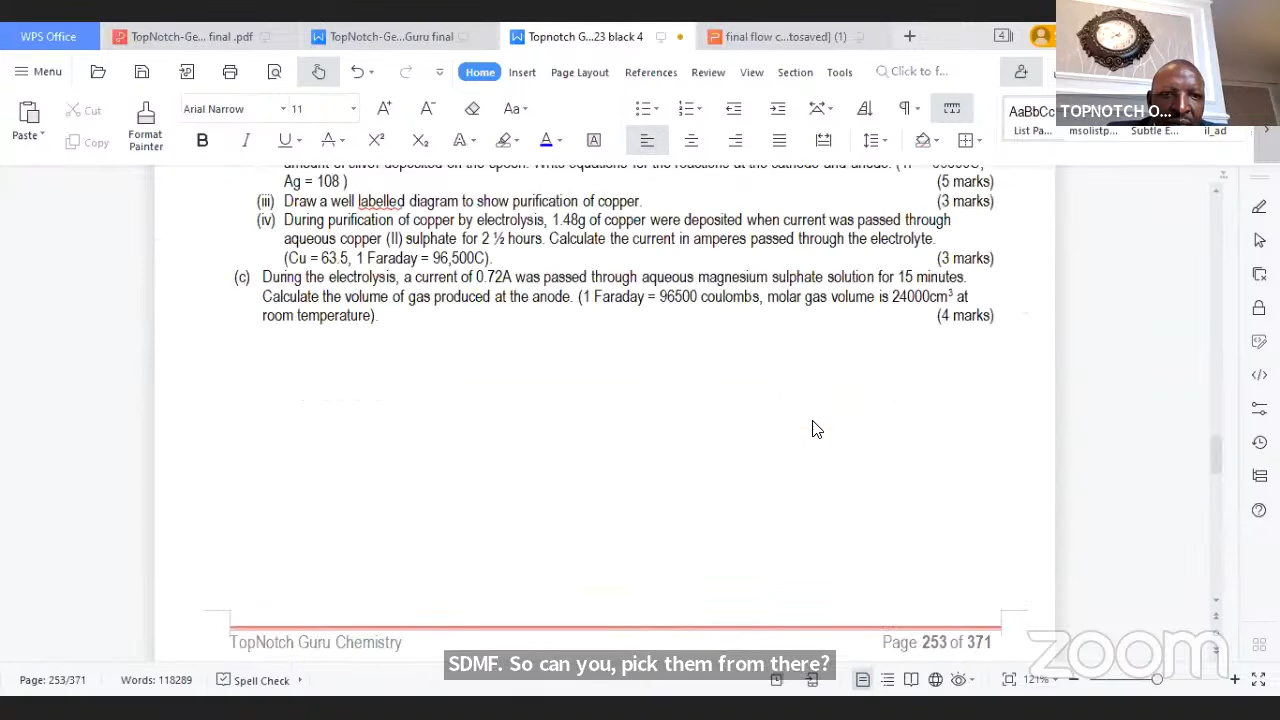 WPS Office
TopNotch-Ge... final .pdf
TopNotch-Ge...Guru final
Topnotch G...23 black 4
final flow c...tosaved] (1)
4
Menu
Home
Insert
Page Layout
References
Review
View
Section
Tools
Click to f...
Paste
Cut
Copy
Format
Painter
Arial Narrow
11
AaBbCc
List Pa...
msolistp...
Subtle E...
il_ad
TOPNOTCH O...
Ag = 108 )
(5 marks)
(iii) Draw a well labelled diagram to show purification of copper.
(3 marks)
(iv) During purification of copper by electrolysis, 1.48g of copper were deposited when current was passed through
aqueous copper (II) sulphate for 2 ½ hours. Calculate the current in amperes passed through the electrolyte.
(Cu = 63.5, 1 Faraday = 96,500C).
(3 marks)
(c) During the electrolysis, a current of 0.72A was passed through aqueous magnesium sulphate solution for 15 minutes.
Calculate the volume of gas produced at the anode. (1 Faraday = 96500 coulombs, molar gas volume is 24000cm³ at
room temperature).
(4 marks)
TopNotch Guru Chemistry
Page 253 of 371
zoom
SDMF. So can you, pick them from there?
Page: 253/371
Words: 118289
Spell Check
121%